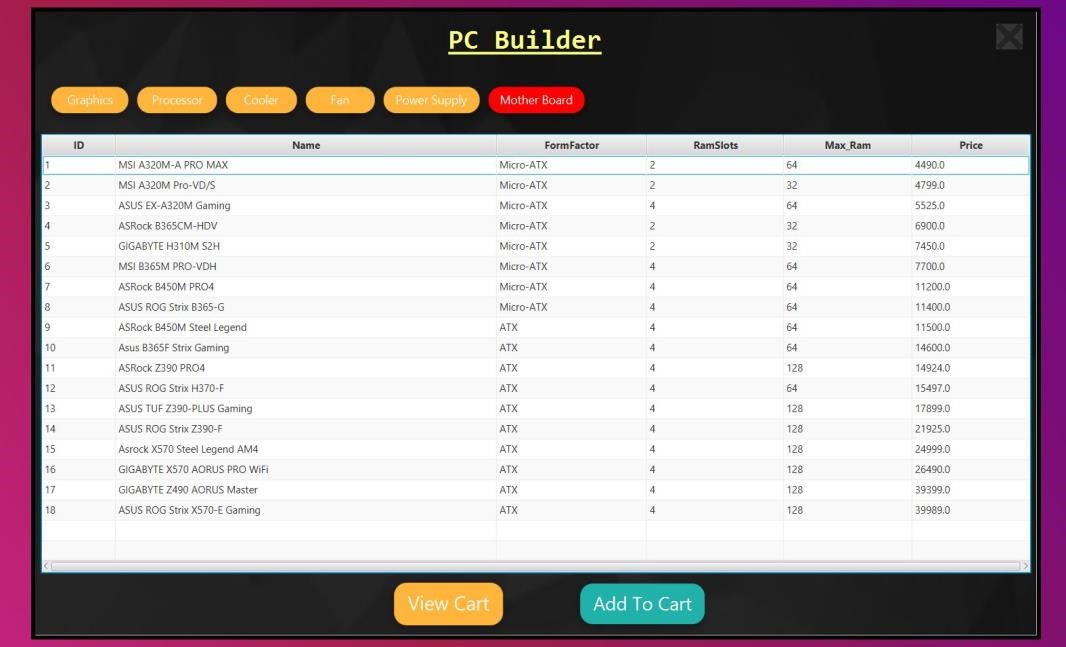 PC Builder
Graphics Processor Cooler Fan Power Supply Mother Board
ID Name FormFactor RamSlots Max_Ram Price
1 MSI A320M-A PRO MAX Micro-ATX 2 64 4490.0
2 MSI A320M Pro-VD/S Micro-ATX 2 32 4799.0
3 ASUS EX-A320M Gaming Micro-ATX 4 64 5525.0
4 ASRock B365CM-HDV Micro-ATX 2 32 6900.0
5 GIGABYTE H310M S2H Micro-ATX 2 32 7450.0
6 MSI B365M PRO-VDH Micro-ATX 4 64 7700.0
7 ASRock B450M PRO4 Micro-ATX 4 64 11200.0
8 ASUS ROG Strix B365-G Micro-ATX 4 64 11400.0
9 ASRock B450M Steel Legend ATX 4 64 11500.0
10 Asus B365F Strix Gaming ATX 4 64 14600.0
11 ASRock Z390 PRO4 ATX 4 128 14924.0
12 ASUS ROG Strix H370-F ATX 4 64 15497.0
13 ASUS TUF Z390-PLUS Gaming ATX 4 128 17899.0
14 ASUS ROG Strix Z390-F ATX 4 128 21925.0
15 Asrock X570 Steel Legend AM4 ATX 4 128 24999.0
16 GIGABYTE X570 AORUS PRO WiFi ATX 4 128 26490.0
17 GIGABYTE Z490 AORUS Master ATX 4 128 39399.0
18 ASUS ROG Strix X570-E Gaming ATX 4 128 39989.0
View Cart Add To Cart